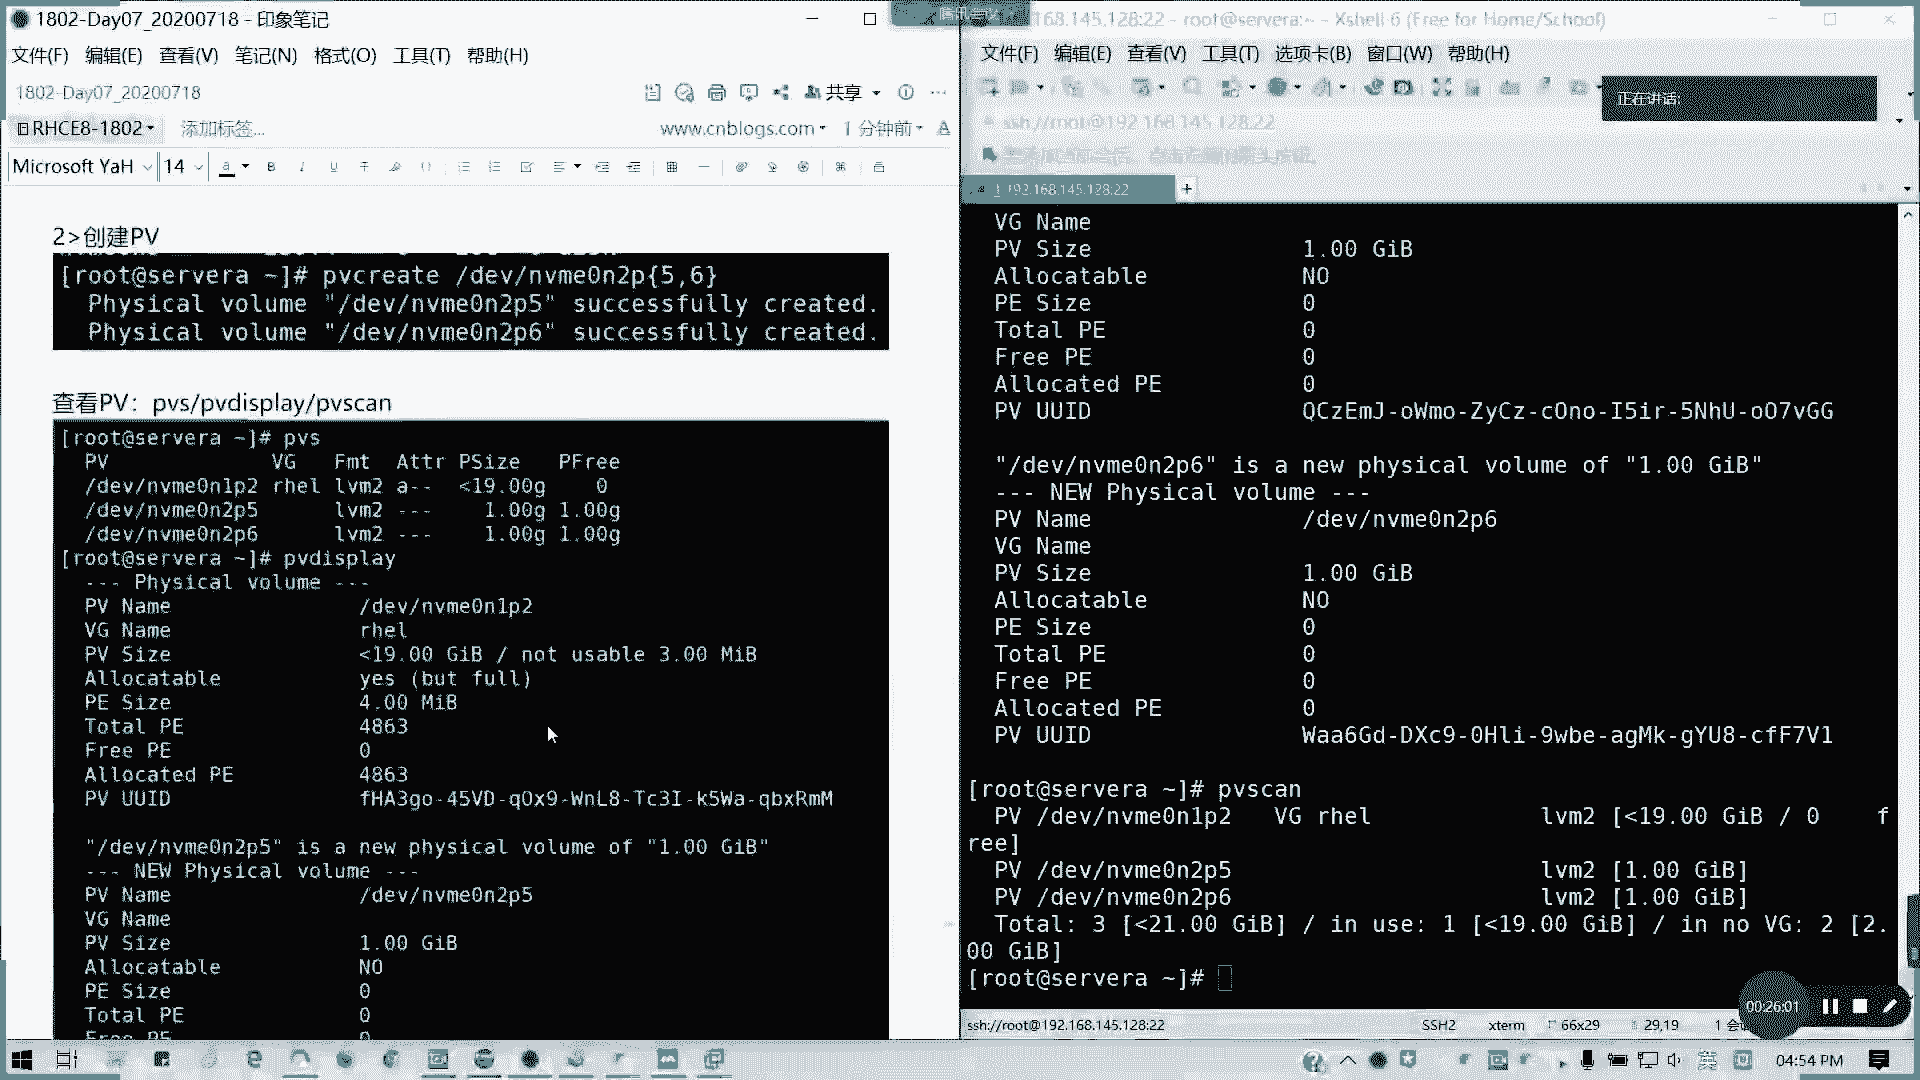 1802-Day07_20200718 - 印象笔记
文件(F) 编辑(E) 查看(V) 笔记(N) 格式(O) 工具(T) 帮助(H)
1802-Day07_20200718
共享
RHCE8-1802
添加标签...
www.cnblogs.com
1 分钟前
Microsoft YaH
14
2>创建PV
[root@servera ~]# pvcreate /dev/nvme0n2p{5,6}
Physical volume "/dev/nvme0n2p5" successfully created.
Physical volume "/dev/nvme0n2p6" successfully created.
查看PV：pvs/pvdisplay/pvscan
[root@servera ~]# pvs
PV VG Fmt Attr PSize PFree
/dev/nvme0n1p2 rhel lvm2 a-- <19.00g 0
/dev/nvme0n2p5 lvm2 --- 1.00g 1.00g
/dev/nvme0n2p6 lvm2 --- 1.00g 1.00g
[root@servera ~]# pvdisplay
--- Physical volume ---
PV Name /dev/nvme0n1p2
VG Name rhel
PV Size <19.00 GiB / not usable 3.00 MiB
Allocatable yes (but full)
PE Size 4.00 MiB
Total PE 4863
Free PE 0
Allocated PE 4863
PV UUID fHA3go-45VD-qOx9-WnL8-Tc3I-k5Wa-qbxRmM
"/dev/nvme0n2p5" is a new physical volume of "1.00 GiB"
--- NEW Physical volume ---
PV Name /dev/nvme0n2p5
VG Name
PV Size 1.00 GiB
Allocatable NO
PE Size 0
Total PE 0
Free PE 0
腾讯会议
168.145.128:22 - root@servera:~ - Xshell 6 (Free for Home/School)
文件(F) 编辑(E) 查看(V) 工具(T) 选项卡(B) 窗口(W) 帮助(H)
正在讲话:
ssh://root@192.168.145.128:22
1 192.168.145.128:22
VG Name
PV Size 1.00 GiB
Allocatable NO
PE Size 0
Total PE 0
Free PE 0
Allocated PE 0
PV UUID QCzEmJ-oWmo-ZyCz-cOno-I5ir-5NhU-oO7vGG
"/dev/nvme0n2p6" is a new physical volume of "1.00 GiB"
--- NEW Physical volume ---
PV Name /dev/nvme0n2p6
VG Name
PV Size 1.00 GiB
Allocatable NO
PE Size 0
Total PE 0
Free PE 0
Allocated PE 0
PV UUID Waa6Gd-DXc9-0Hli-9wbe-agMk-gYU8-cfF7V1
[root@servera ~]# pvscan
PV /dev/nvme0n1p2 VG rhel lvm2 [<19.00 GiB / 0 f
ree]
PV /dev/nvme0n2p5 lvm2 [1.00 GiB]
PV /dev/nvme0n2p6 lvm2 [1.00 GiB]
Total: 3 [<21.00 GiB] / in use: 1 [<19.00 GiB] / in no VG: 2 [2.
00 GiB]
[root@servera ~]#
00:26:01
ssh://root@192.168.145.128:22 SSH2 xterm 66x29 29,19 1 会
英
04:54 PM